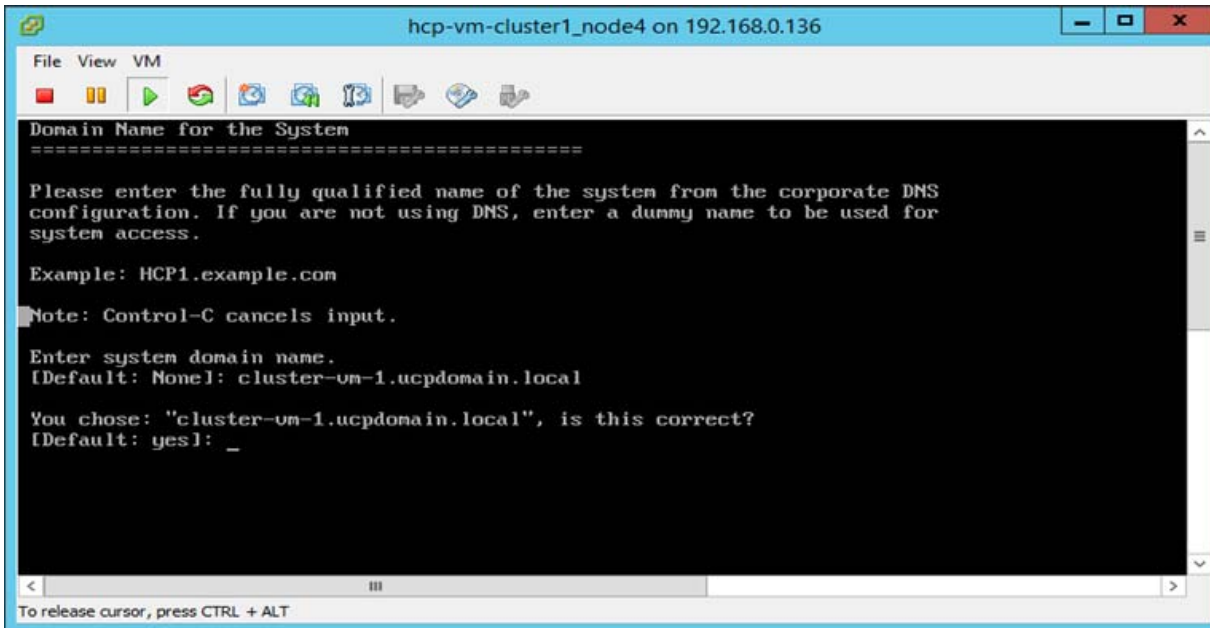 hcp-vm-cluster1_node4 on 192.168.0.136
File View VM
Domain Name for the System
=============================================
Please enter the fully qualified name of the system from the corporate DNS
configuration. If you are not using DNS, enter a dummy name to be used for
system access.
Example: HCP1.example.com
Note: Control-C cancels input.
Enter system domain name.
[Default: None]: cluster-vm-1.ucpdomain.local
You chose: "cluster-vm-1.ucpdomain.local", is this correct?
[Default: yes]: _
To release cursor, press CTRL + ALT